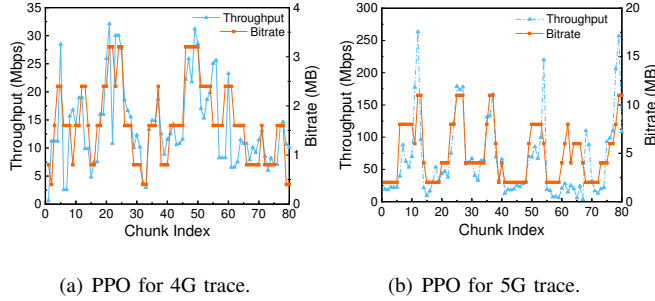 35
30
25
20
15
10
5
0
Throughput (Mbps)
Throughput
Bitrate
4
3
2
1
0
Bitrate (MB)
0 10 20 30 40 50 60 70 80
Chunk Index
(a) PPO for 4G trace.
300
250
200
150
100
50
0
Throughput (Mbps)
Throughput
Bitrate
20
15
10
5
0
Bitrate (MB)
0 10 20 30 40 50 60 70 80
Chunk Index
(b) PPO for 5G trace.